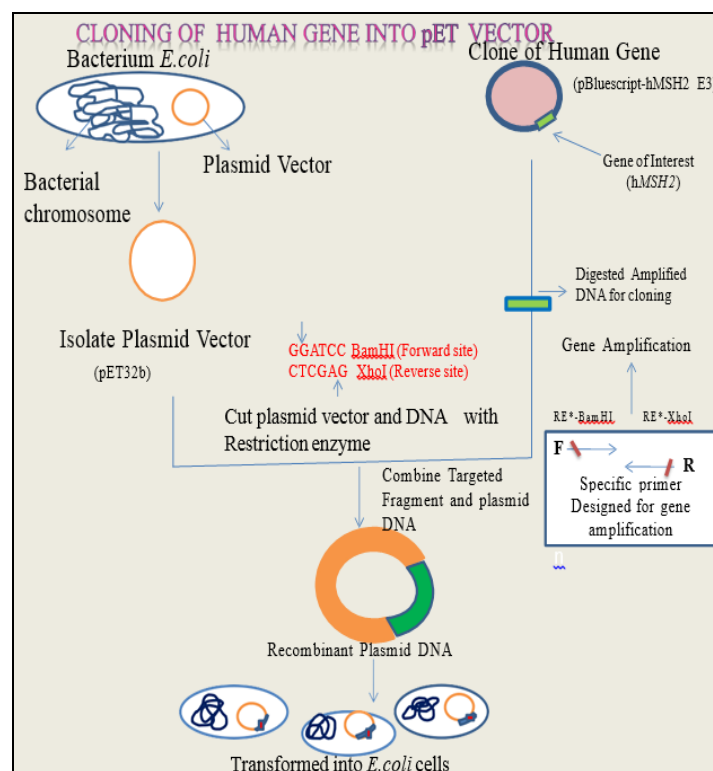 CLONING OF HUMAN GENE INTO pET VECTOR
Bacterium E.coli
Clone of Human Gene
(pBluescript-hMSH2 E3
Plasmid Vector
Gene of Interest
(hMSH2)
Bacterial
chromosome
Digested Amplified
DNA for cloning
Isolate Plasmid Vector
(pET32b)
GGATCC BamHI (Forward site)
CTCGAG XhoI (Reverse site)
Gene Amplification
Cut plasmid vector and DNA with
Restriction enzyme
RE*-BamHI
RE*-XhoI
F
R
Specific primer
Designed for gene
amplification
Combine Targeted
Fragment and plasmid
DNA
n
Recombinant Plasmid DNA
Transformed into E.coli cells